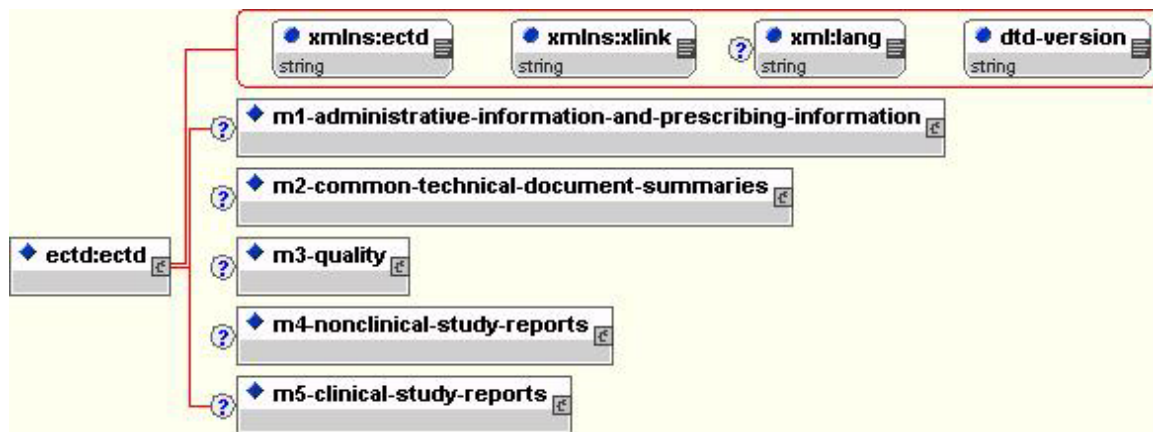 xmlns:ectd xmlns:xlink ? xml:lang dtd-version
string string string string
? m1-administrative-information-and-prescribing-information
? m2-common-technical-document-summaries
ectd:ectd
? m3-quality
? m4-nonclinical-study-reports
? m5-clinical-study-reports